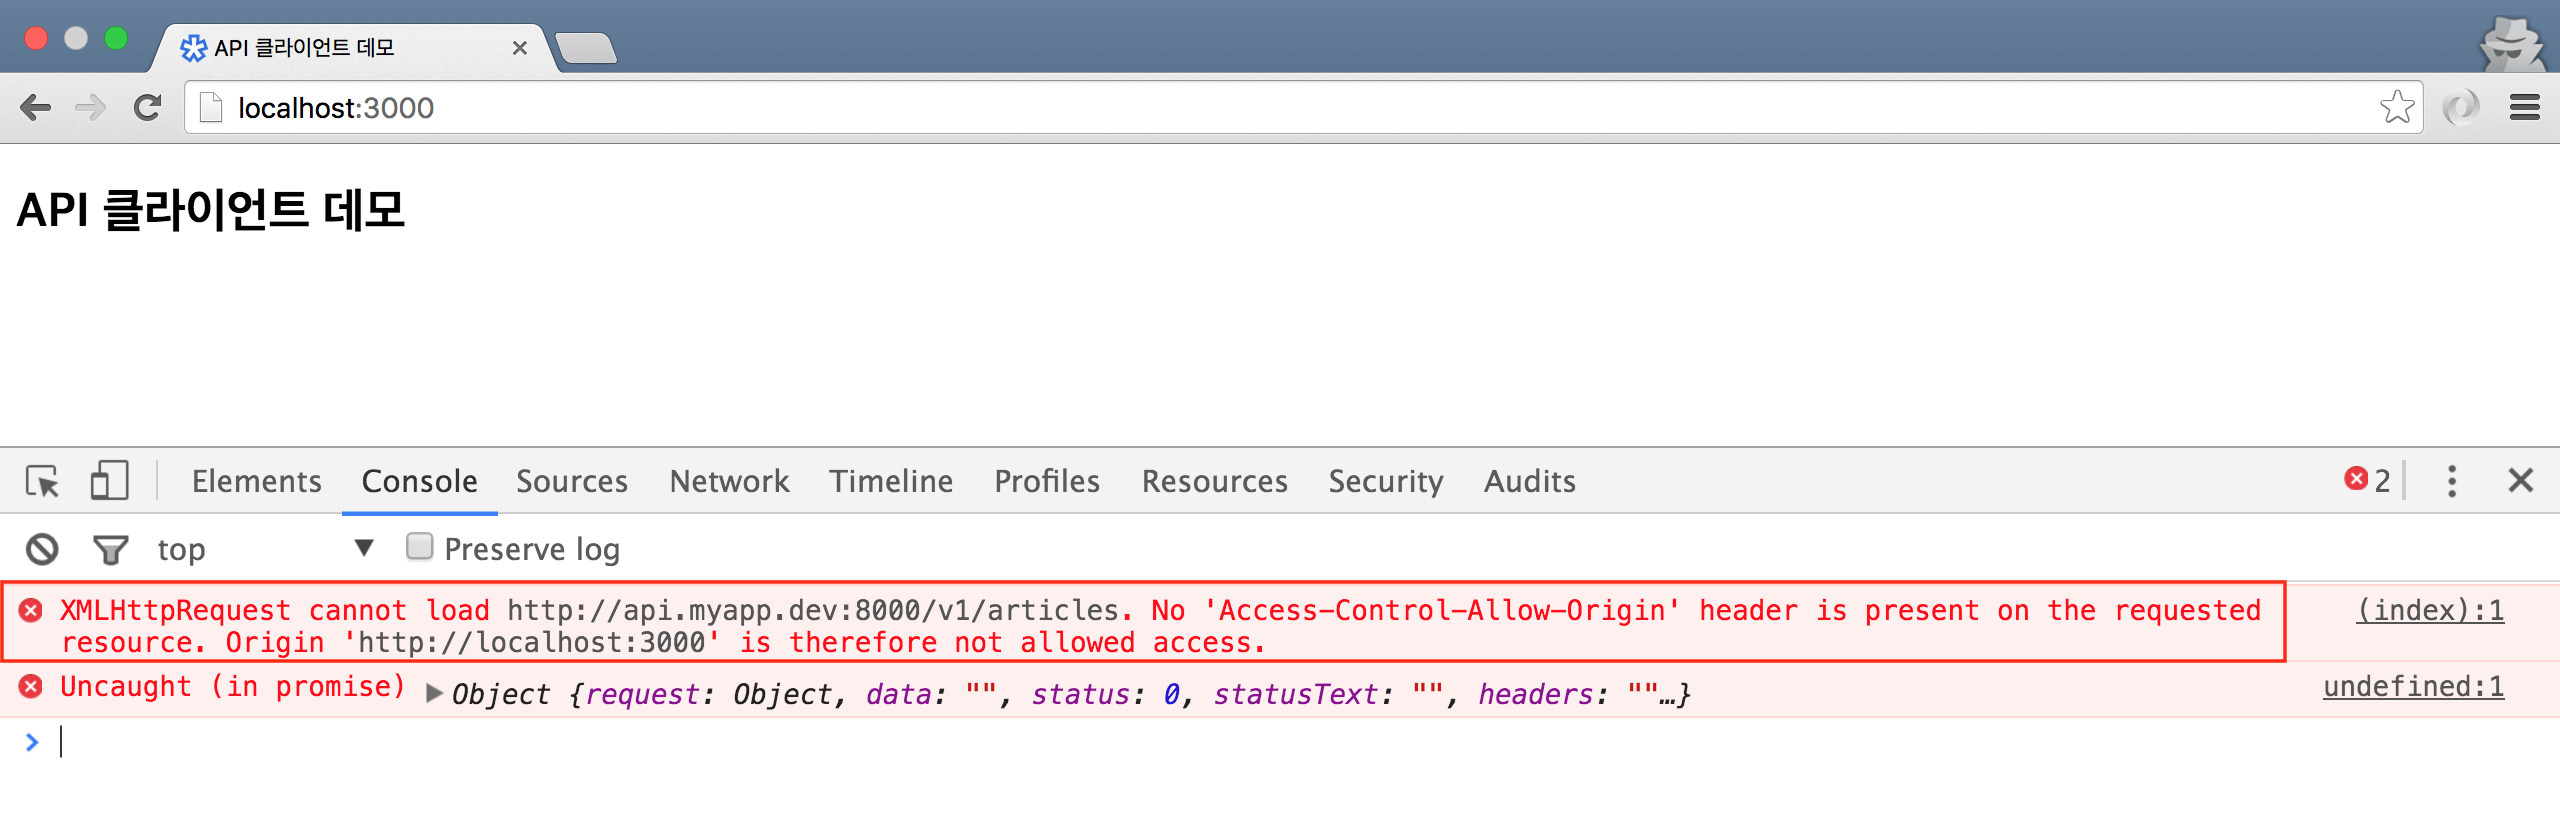 API 클라이언트 데모
localhost:3000
API 클라이언트 데모
Elements Console Sources Network Timeline Profiles Resources Security Audits 2
top Preserve log
XMLHttpRequest cannot load http://api.myapp.dev:8000/v1/articles. No 'Access-Control-Allow-Origin' header is present on the requested (index):1
resource. Origin 'http://localhost:3000' is therefore not allowed access.
Uncaught (in promise) Object {request: Object, data: "", status: 0, statusText: "", headers: ""…} undefined:1